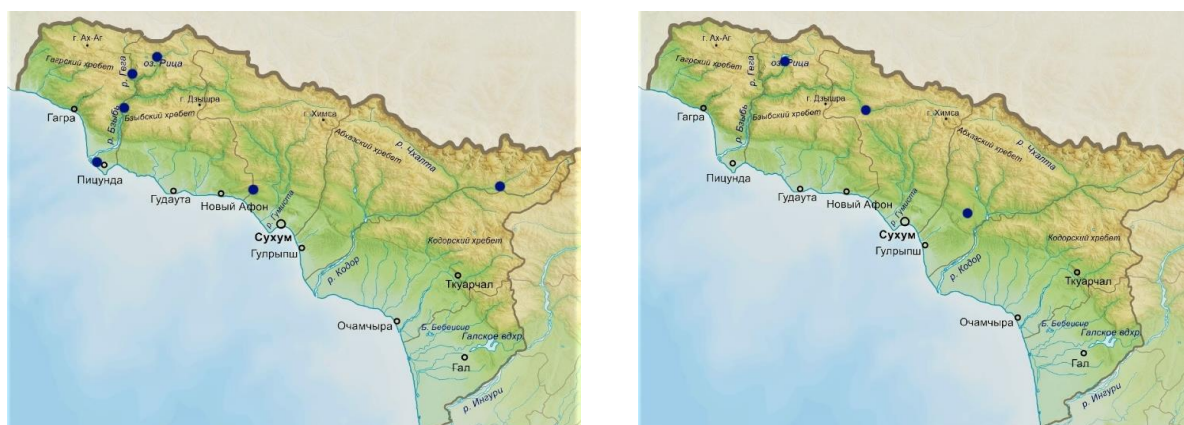 г. Ах-Аг
Гагрский хребет
р. Гега
оз. Рица
г. Дзышра
Гагра
р. Бзыбь
Бзыбский хребет
г. Химса
Абхазский хребет
р. Чхалта
Пицунда
Гудаута
Новый Афон
р. Гумиста
Сухум
Гулрыпш
Кодорский хребет
р. Кодор
Ткуарчал
Очамчыра
Б. Бебеисир
Галское вдхр.
Гал
р. Ингури
г. Ах-Аг
Гагрский хребет
р. Гега
оз. Рица
г. Дзышра
Гагра
р. Бзыбь
Бзыбский хребет
г. Химса
Абхазский хребет
р. Чхалта
Пицунда
Гудаута
Новый Афон
р. Гумиста
Сухум
Гулрыпш
Кодорский хребет
р. Кодор
Ткуарчал
Очамчыра
Б. Бебеисир
Галское вдхр.
Гал
р. Ингури